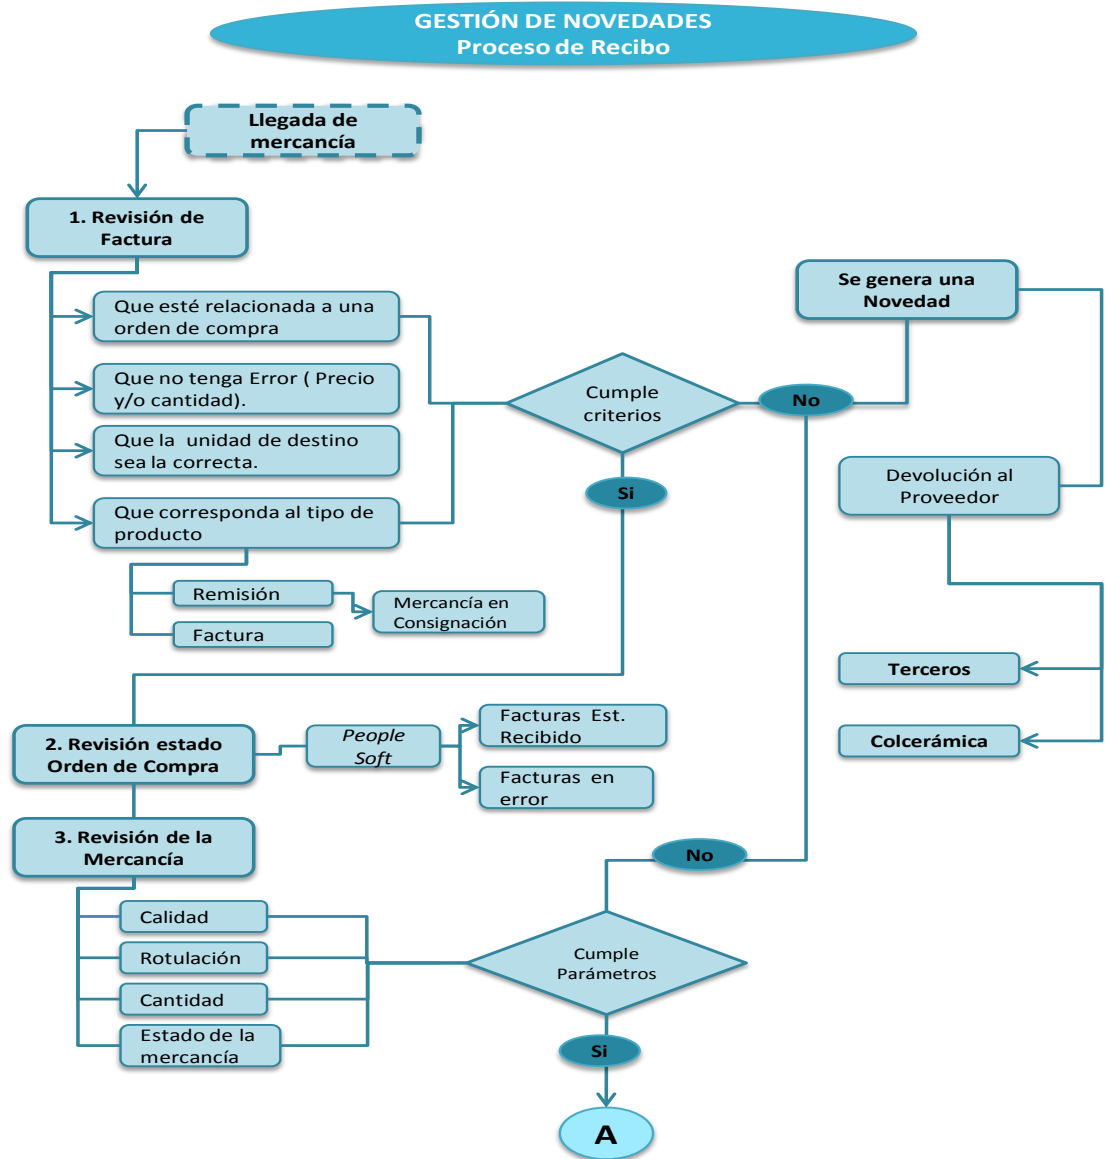 GESTIÓN DE NOVEDADES
Proceso de Recibo
Llegada de
mercancía
1. Revisión de
Factura
Que esté relacionada a una
orden de compra
Que no tenga Error ( Precio
y/o cantidad).
Que la unidad de destino
sea la correcta.
Que corresponda al tipo de
producto
Remisión
Factura
Mercancía en
Consignación
Cumple
criterios
No
Si
Se genera una
Novedad
Devolución al
Proveedor
Terceros
Colcerámica
2. Revisión estado
Orden de Compra
People
Soft
Facturas Est.
Recibido
Facturas en
error
3. Revisión de la
Mercancía
Calidad
Rotulación
Cantidad
Estado de la
mercancía
Cumple
Parámetros
No
Si
A